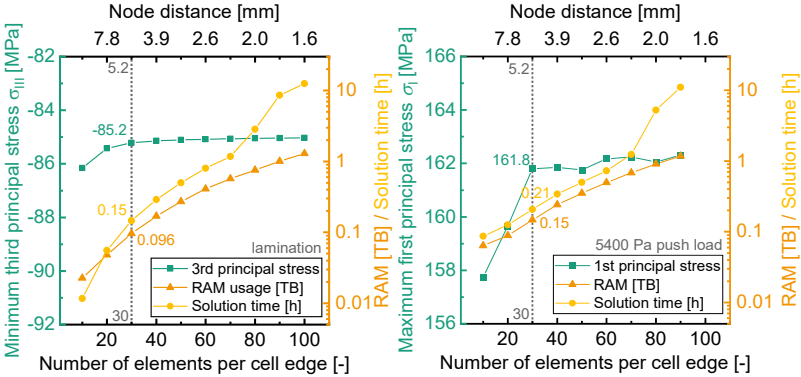 Node distance [mm]
7.8 3.9 2.6 2.0 1.6
Minimum third principal stress σIII [MPa]
-82
-84
-86
-88
-90
-92
5.2
-85.2
0.15
0.096
lamination
3rd principal stress
RAM usage [TB]
Solution time [h]
30
10
1
0.1
0.01
RAM [TB] / Solution time [h]
20 40 60 80 100
Number of elements per cell edge [-]
Node distance [mm]
7.8 3.9 2.6 2.0 1.6
Maximum first principal stress σI [MPa]
166
164
162
160
158
156
5.2
161.8
0.21
0.15
5400 Pa push load
1st principal stress
RAM [TB]
Solution time [h]
30
10
1
0.1
0.01
RAM [TB] / Solution time [h]
20 40 60 80 100
Number of elements per cell edge [-]